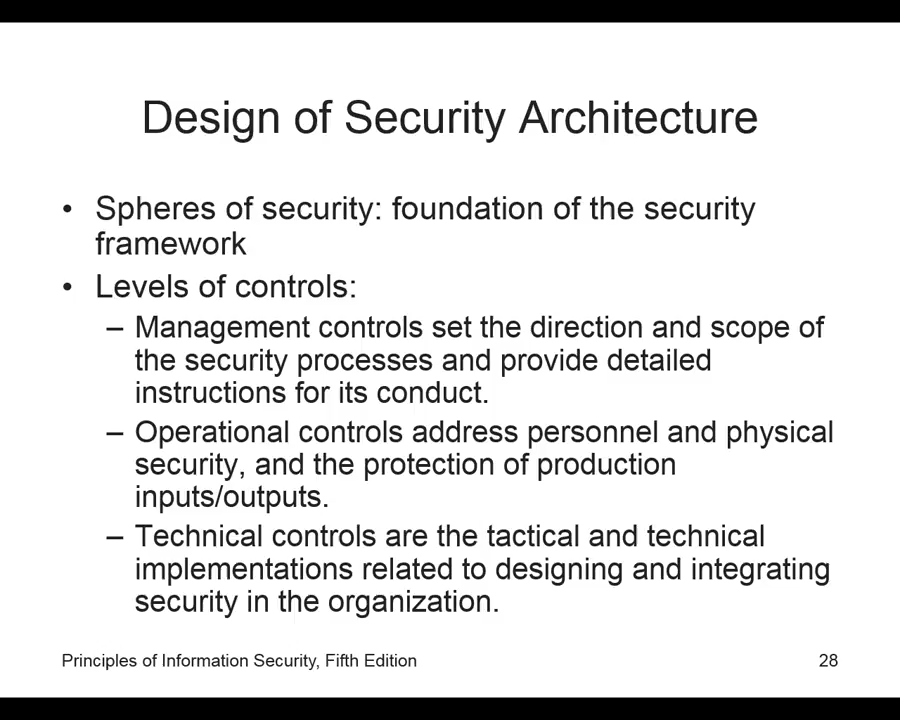 Design of Security Architecture
• Spheres of security: foundation of the security
framework
• Levels of controls:
– Management controls set the direction and scope of
the security processes and provide detailed
instructions for its conduct.
– Operational controls address personnel and physical
security, and the protection of production
inputs/outputs.
– Technical controls are the tactical and technical
implementations related to designing and integrating
security in the organization.
Principles of Information Security, Fifth Edition 28